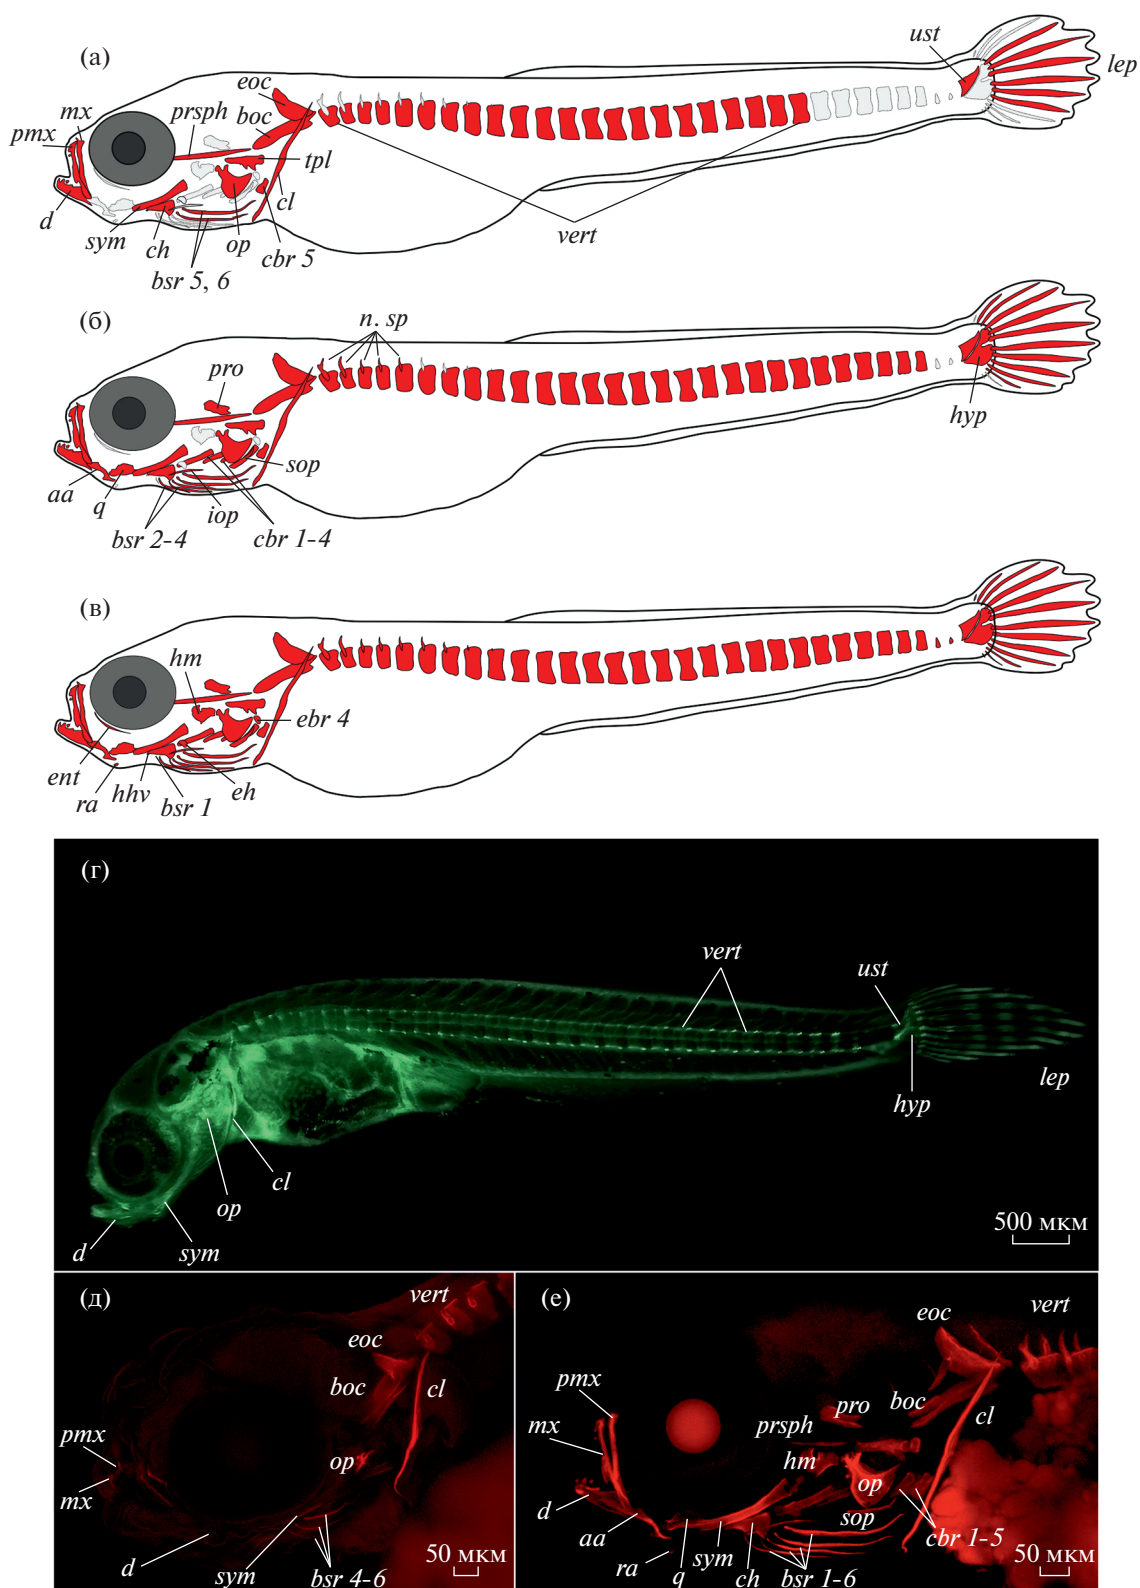 (а)
ust
lep
eoc
mx
prsph
boc
pmx
tpl
d
cl
sym
ch
op
vert
cbr 5
bsr 5, 6
(б)
n. sp
pro
hyp
sop
aa
q
iop
bsr 2-4
cbr 1-4
(в)
hm
ebr 4
ent
ra
hhv
bsr 1
eh
(г)
vert
ust
lep
hyp
cl
op
d
sym
500 мкм
(д)
vert
eoc
boc
cl
pmx
op
mx
d
sym
bsr 4-6
50 мкм
(е)
eoc
vert
pmx
pro
boc
cl
mx
prsph
hm
d
op
sop
aa
cbr 1-5
ra
q
sym
ch
bsr 1-6
50 мкм